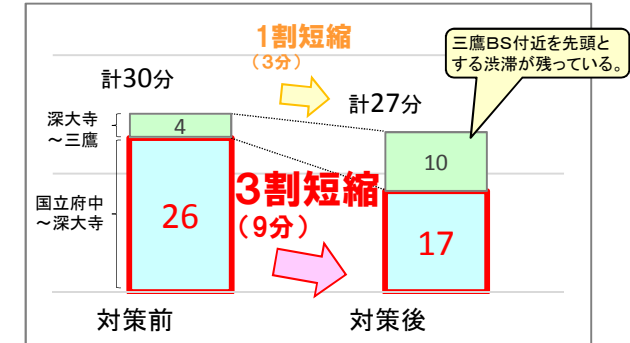 1割短縮
（3分）
三鷹BS付近を先頭と
する渋滞が残っている。
計30分
計27分
深大寺
～三鷹
4
10
国立府中
～深大寺
26
3割短縮
（9分）
17
対策前
対策後